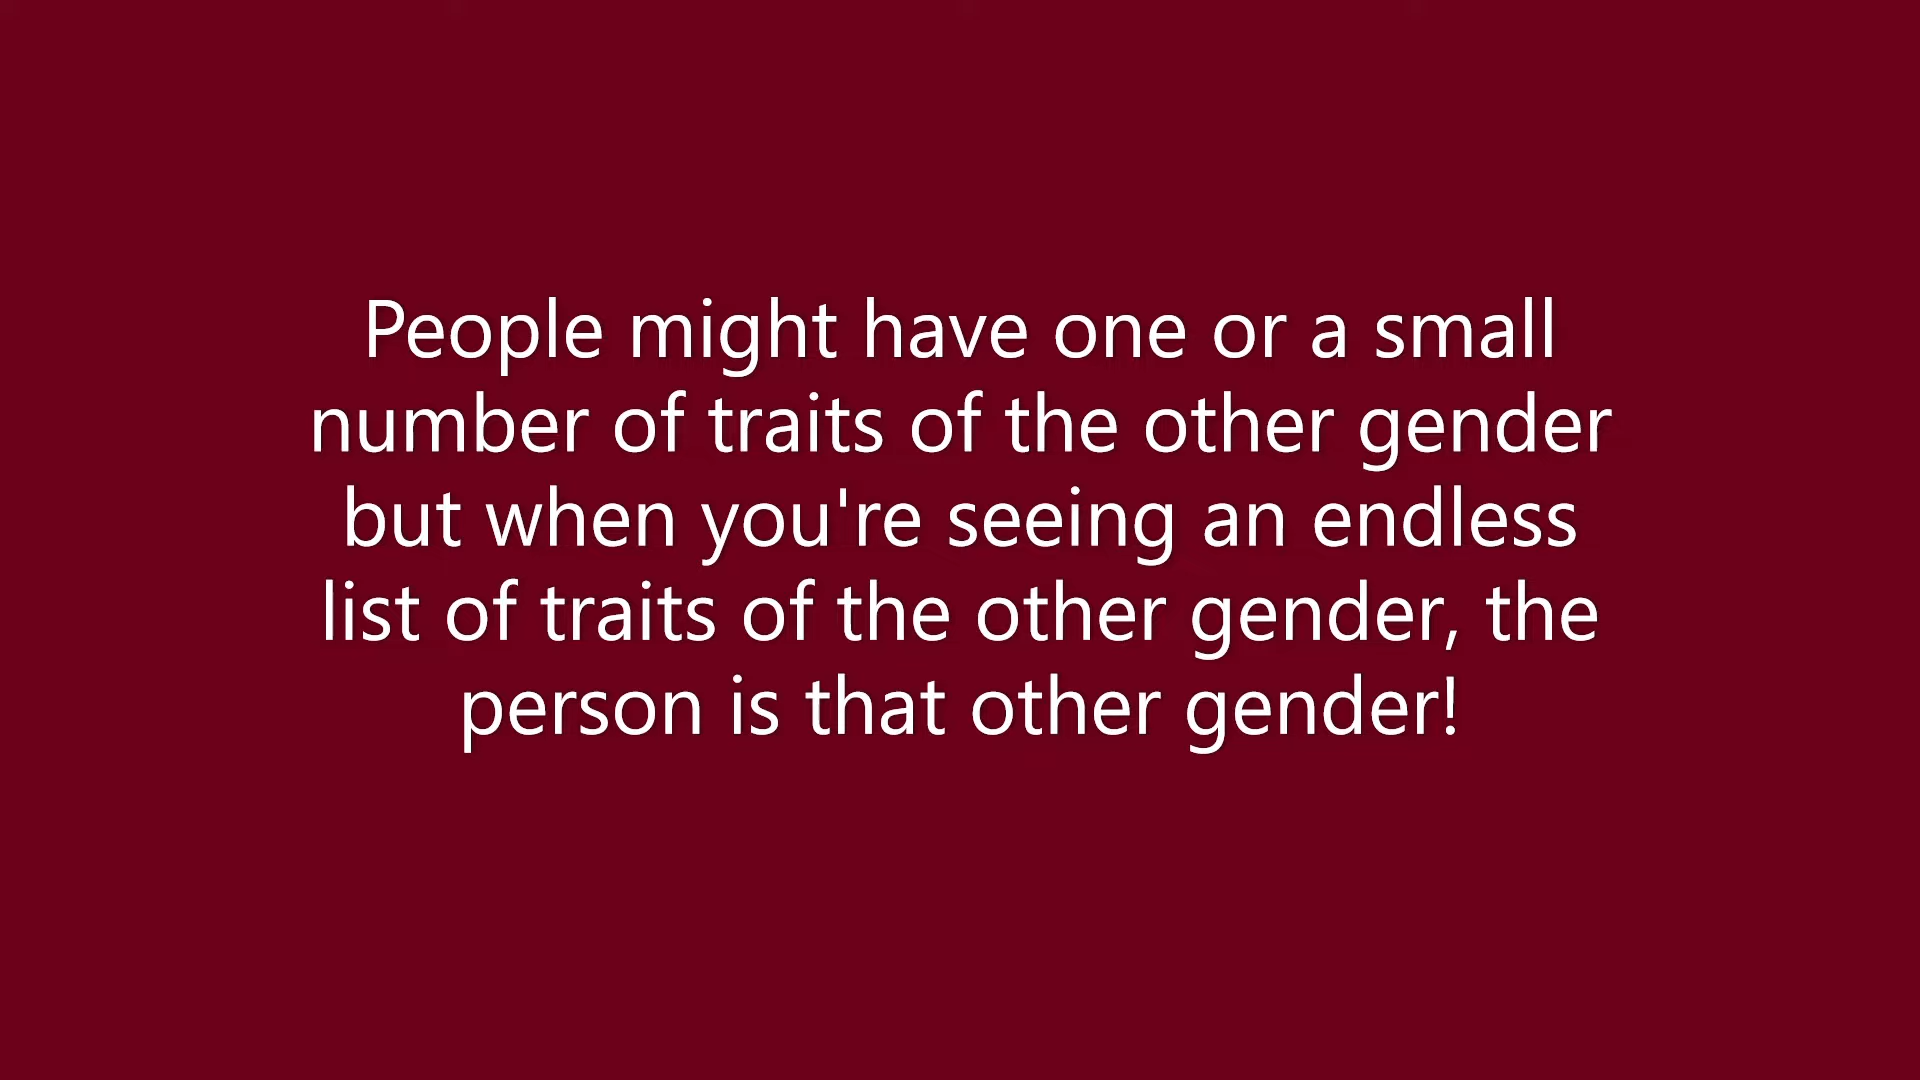 People might have one or a small
number of traits of the other gender
but when you're seeing an endless
list of traits of the other gender, the
person is that other gender!